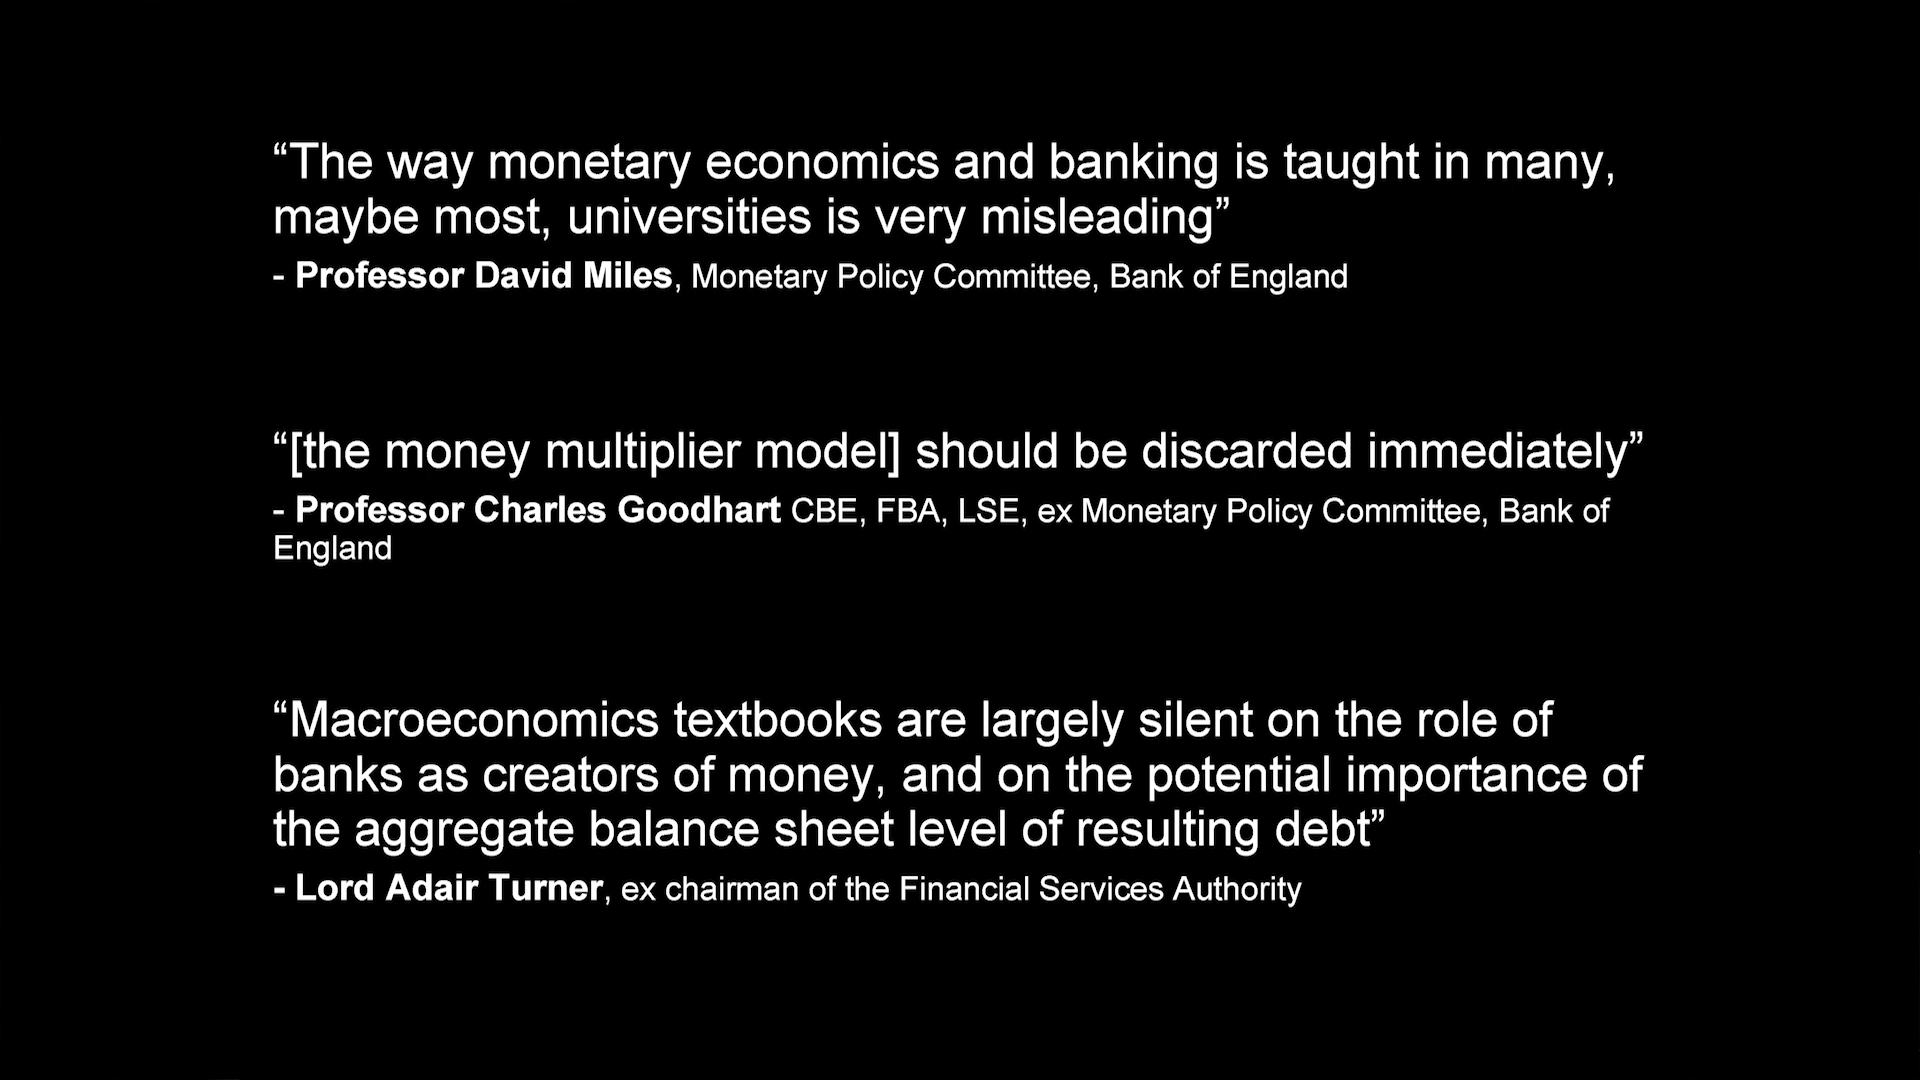 “The way monetary economics and banking is taught in many,
maybe most, universities is very misleading”
- Professor David Miles, Monetary Policy Committee, Bank of England
“[the money multiplier model] should be discarded immediately”
- Professor Charles Goodhart CBE, FBA, LSE, ex Monetary Policy Committee, Bank of
England
“Macroeconomics textbooks are largely silent on the role of
banks as creators of money, and on the potential importance of
the aggregate balance sheet level of resulting debt”
- Lord Adair Turner, ex chairman of the Financial Services Authority